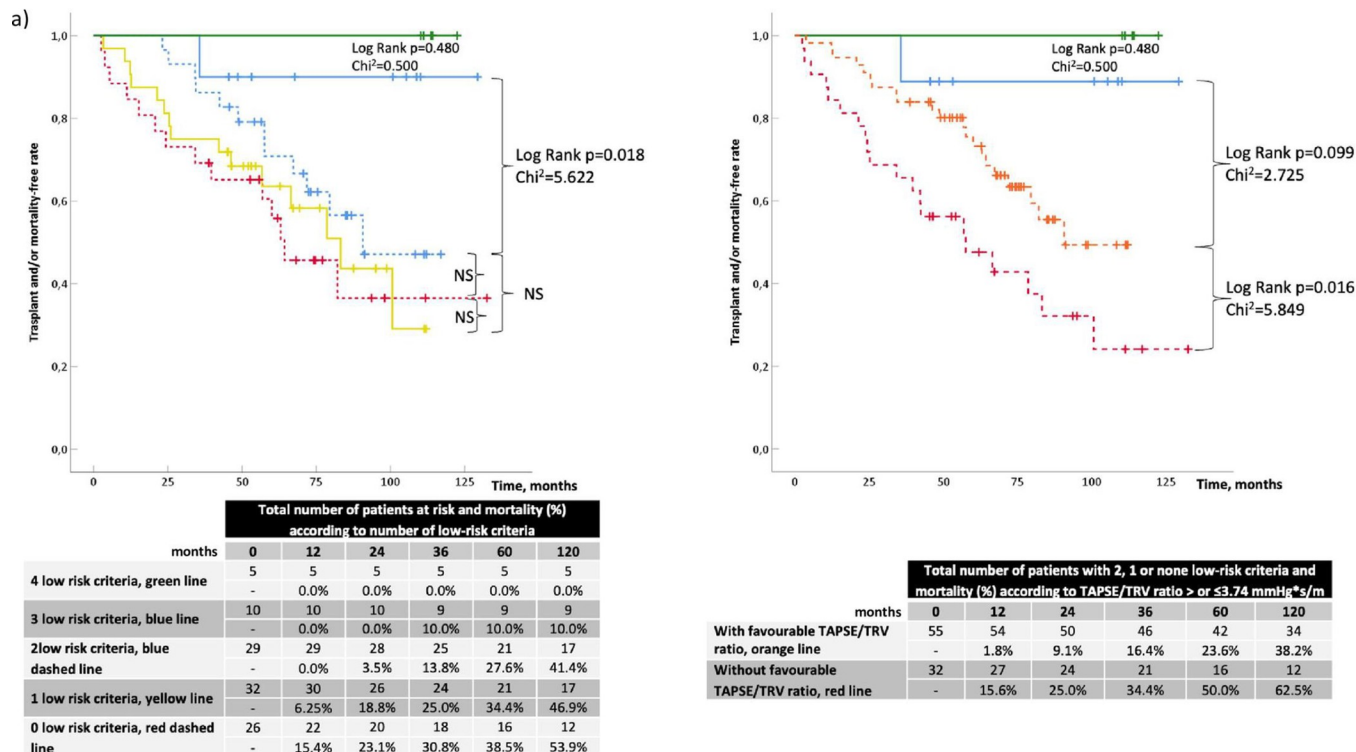 a)
Trasplant and/or mortality-free rate
1,0
0,8
0,6
0,4
0,2
0,0
Log Rank p=0.480
Chi²=0.500
Log Rank p=0.018
Chi²=5.622
NS
NS
NS
0 25 50 75 100 125
Time, months
Total number of patients at risk and mortality (%)
according to number of low-risk criteria
months 0 12 24 36 60 120
4 low risk criteria, green line
5 5 5 5 5 5
- 0.0% 0.0% 0.0% 0.0% 0.0%
3 low risk criteria, blue line
10 10 10 9 9 9
- 0.0% 0.0% 10.0% 10.0% 10.0%
2low risk criteria, blue
dashed line
29 29 28 25 21 17
- 0.0% 3.5% 13.8% 27.6% 41.4%
1 low risk criteria, yellow line
32 30 26 24 21 17
- 6.25% 18.8% 25.0% 34.4% 46.9%
0 low risk criteria, red dashed
line
26 22 20 18 16 12
- 15.4% 23.1% 30.8% 38.5% 53.9%
Transplant and/or mortality-free rate
1,0
0,8
0,6
0,4
0,2
0,0
Log Rank p=0.480
Chi²=0.500
Log Rank p=0.099
Chi²=2.725
Log Rank p=0.016
Chi²=5.849
0 25 50 75 100 125
Time, months
Total number of patients with 2, 1 or none low-risk criteria and
mortality (%) according to TAPSE/TRV ratio > or ≤3.74 mmHg*s/m
months 0 12 24 36 60 120
With favourable TAPSE/TRV
ratio, orange line
55 54 50 46 42 34
- 1.8% 9.1% 16.4% 23.6% 38.2%
Without favourable
TAPSE/TRV ratio, red line
32 27 24 21 16 12
- 15.6% 25.0% 34.4% 50.0% 62.5%